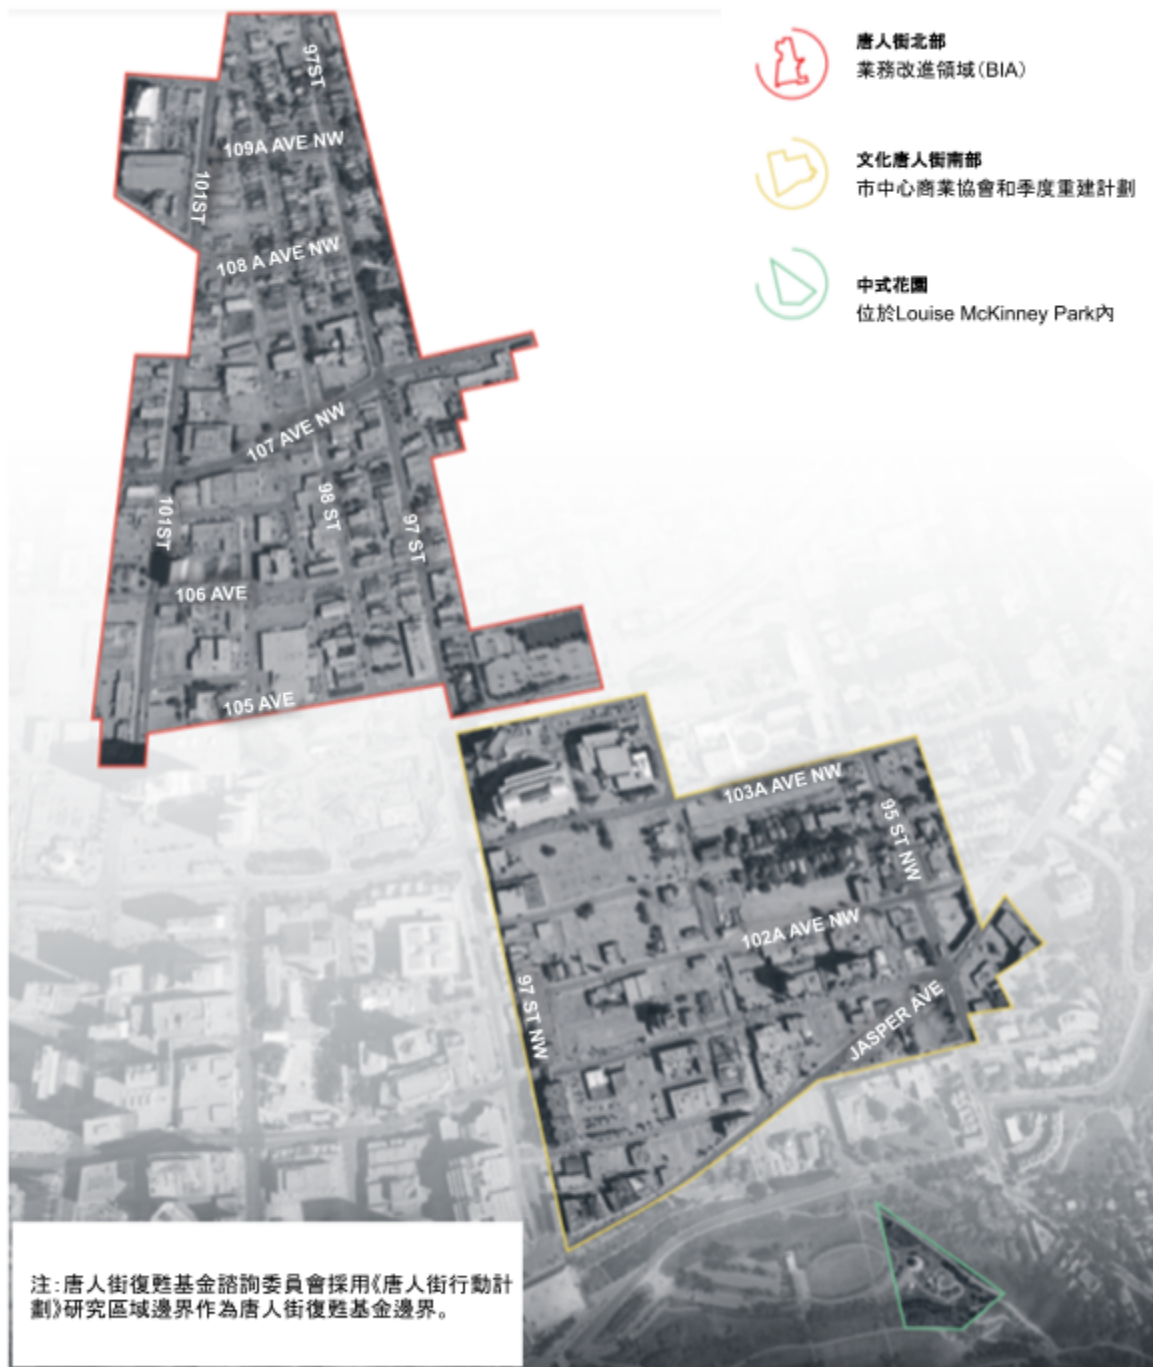 唐人街北部
業務改進領域(BIA)
文化唐人街南部
市中心商業協會和季度重建計劃
中式花園
位於Louise McKinney Park內
97ST
109A AVE NW
101ST
108 A AVE NW
107 AVE NW
98 ST
101ST
97 ST
106 AVE
105 AVE
103A AVE NW
95 ST NW
102A AVE NW
97 ST NW
JASPER AVE
注：唐人街復甦基金諮詢委員會採用《唐人街行動計
劃》研究區域邊界作為唐人街復甦基金邊界。